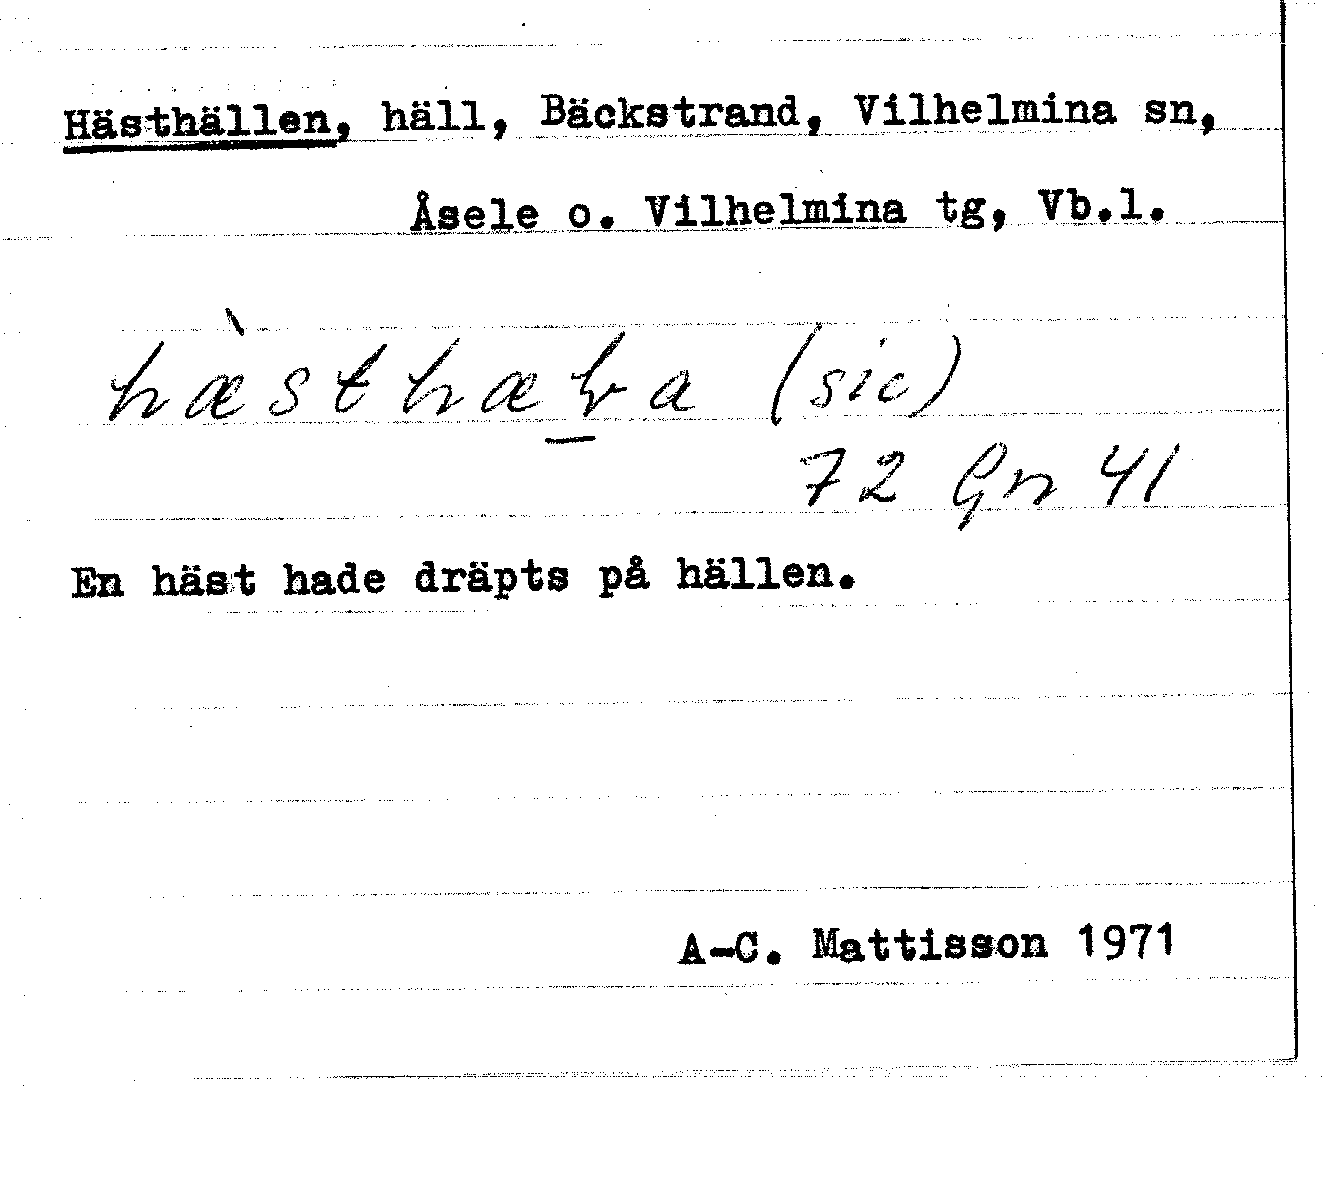 Hästhällen, häll, Bäckstrand, Vilhelmina sn,
Åsele o. Vilhelmina tg, Vb.l.
(sic)
72 Gn 41
En häst hade dräpts på hällen.
A-C. Mattisson 1971